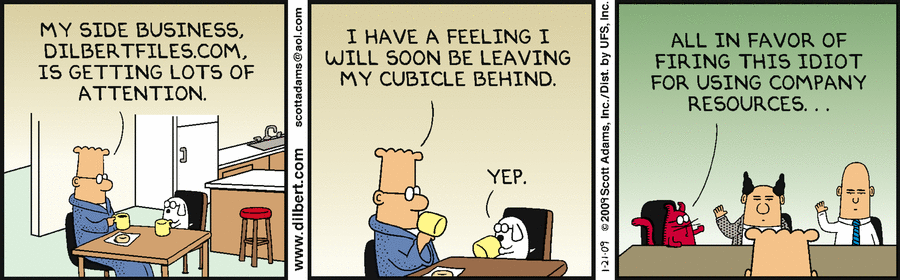 MY SIDE BUSINESS,
DILBERTFILES.COM,
IS GETTING LOTS OF
ATTENTION.
www.dilbert.com
scottadams@aol.com
I HAVE A FEELING I
WILL SOON BE LEAVING
MY CUBICLE BEHIND.
YEP.
1-21-09 © 2009 Scott Adams, Inc./Dist. by UFS, Inc.
ALL IN FAVOR OF
FIRING THIS IDIOT
FOR USING COMPANY
RESOURCES...